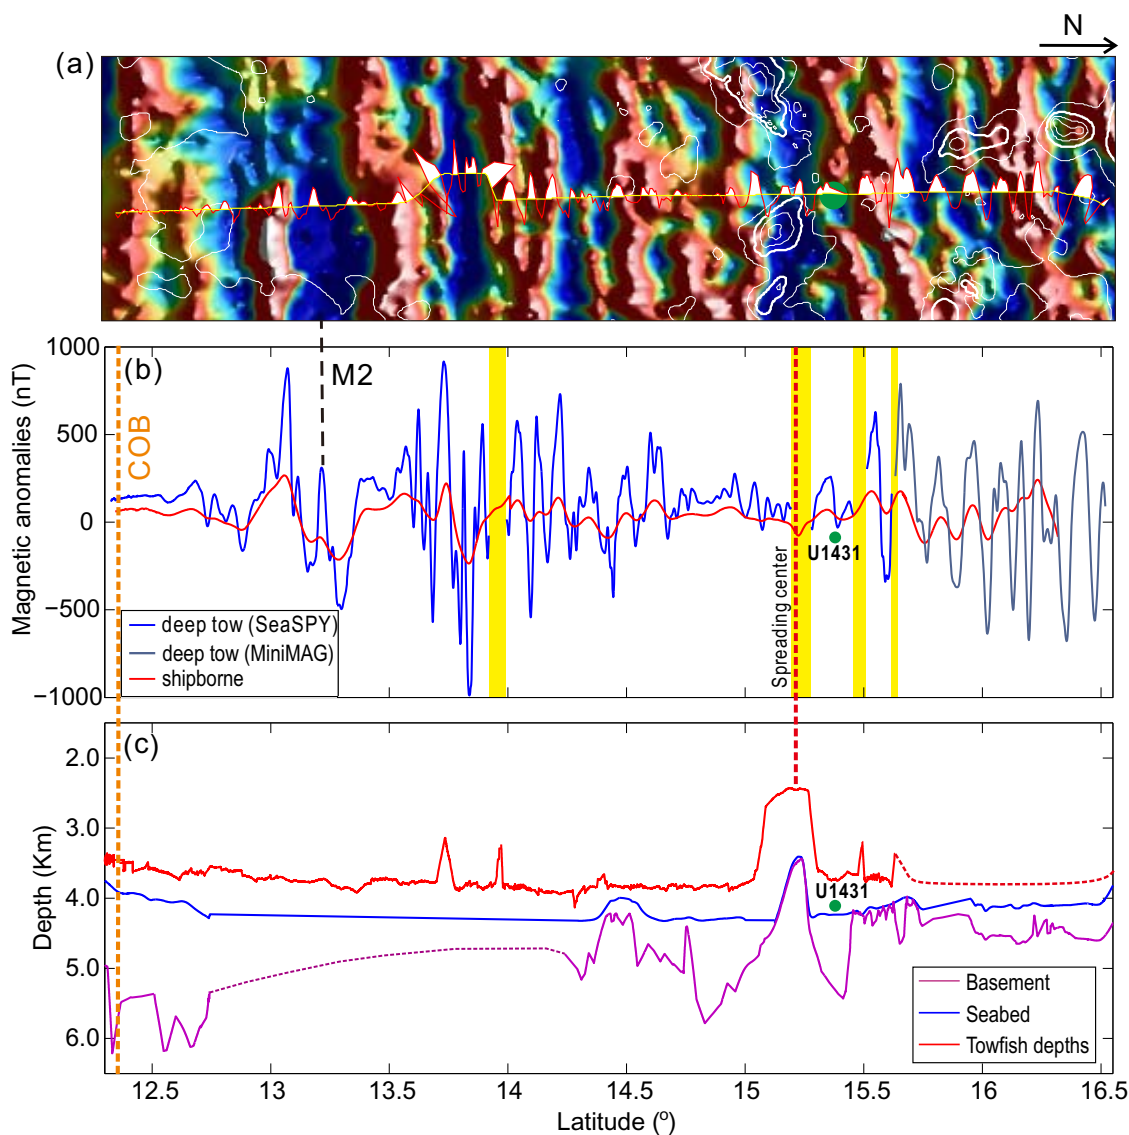 N
(a)
1000
500
0
−500
−1000
Magnetic anomalies (nT)
(b)
COB
M2
Spreading center
U1431
deep tow (SeaSPY)
deep tow (MiniMAG)
shipborne
(c)
2.0
3.0
4.0
5.0
6.0
Depth (Km)
U1431
Basement
Seabed
Towfish depths
12.5 13 13.5 14 14.5 15 15.5 16 16.5
Latitude (º)